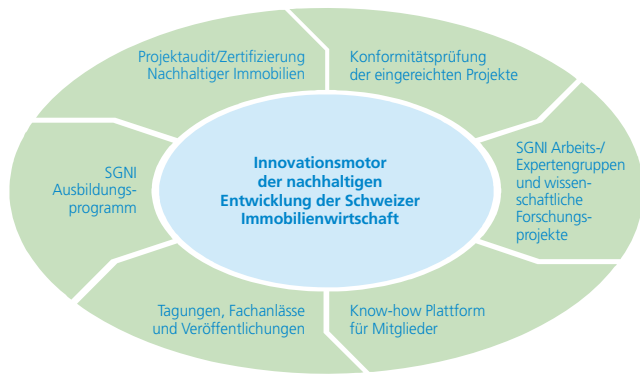 Projektaudit/Zertifizierung
Nachhaltiger Immobilien
Konformitätsprüfung
der eingereichten Projekte
SGNI
Ausbildungs-
programm
Innovationsmotor
der nachhaltigen
Entwicklung der Schweizer
Immobilienwirtschaft
SGNI Arbeits-/
Expertengruppen
und wissen-
schaftliche
Forschungs-
projekte
Tagungen, Fachanlässe
und Veröffentlichungen
Know-how Plattform
für Mitglieder